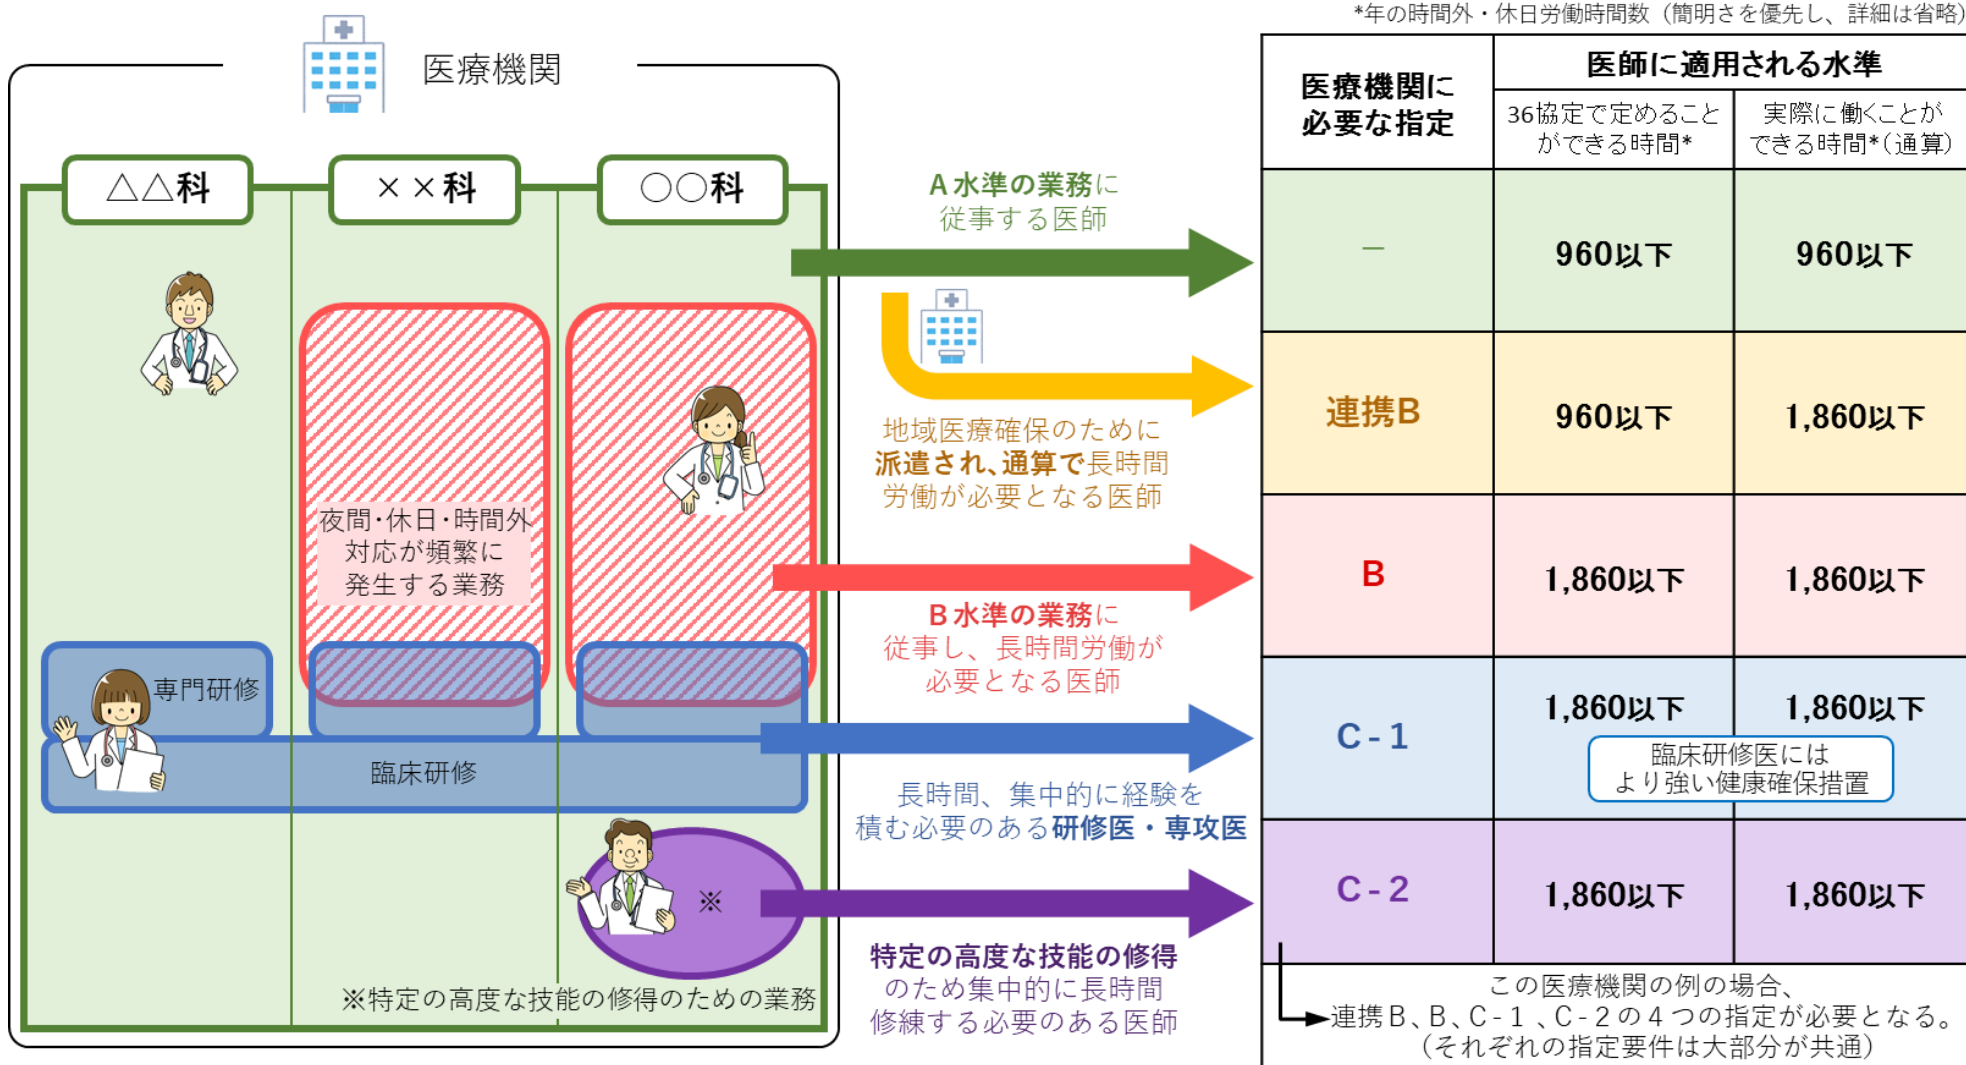 *年の時間外・休日労働時間数（簡明さを優先し、詳細は省略）
医療機関
△△科
××科
○○科
夜間・休日・時間外
対応が頻繁に
発生する業務
専門研修
臨床研修
※
※特定の高度な技能の修得のための業務
A水準の業務に
従事する医師
地域医療確保のために
派遣され、通算で長時間
労働が必要となる医師
B水準の業務に
従事し、長時間労働が
必要となる医師
長時間、集中的に経験を
積む必要のある研修医・専攻医
特定の高度な技能の修得
のため集中的に長時間
修練する必要のある医師
医療機関に
必要な指定
医師に適用される水準
36協定で定めること
ができる時間*
実際に働くことが
できる時間*（通算）
－
960以下
960以下
連携B
960以下
1,860以下
B
1,860以下
1,860以下
C-1
1,860以下
1,860以下
臨床研修医には
より強い健康確保措置
C-2
1,860以下
1,860以下
この医療機関の例の場合、
連携B、B、C-1、C-2の4つの指定が必要となる。
（それぞれの指定要件は大部分が共通）